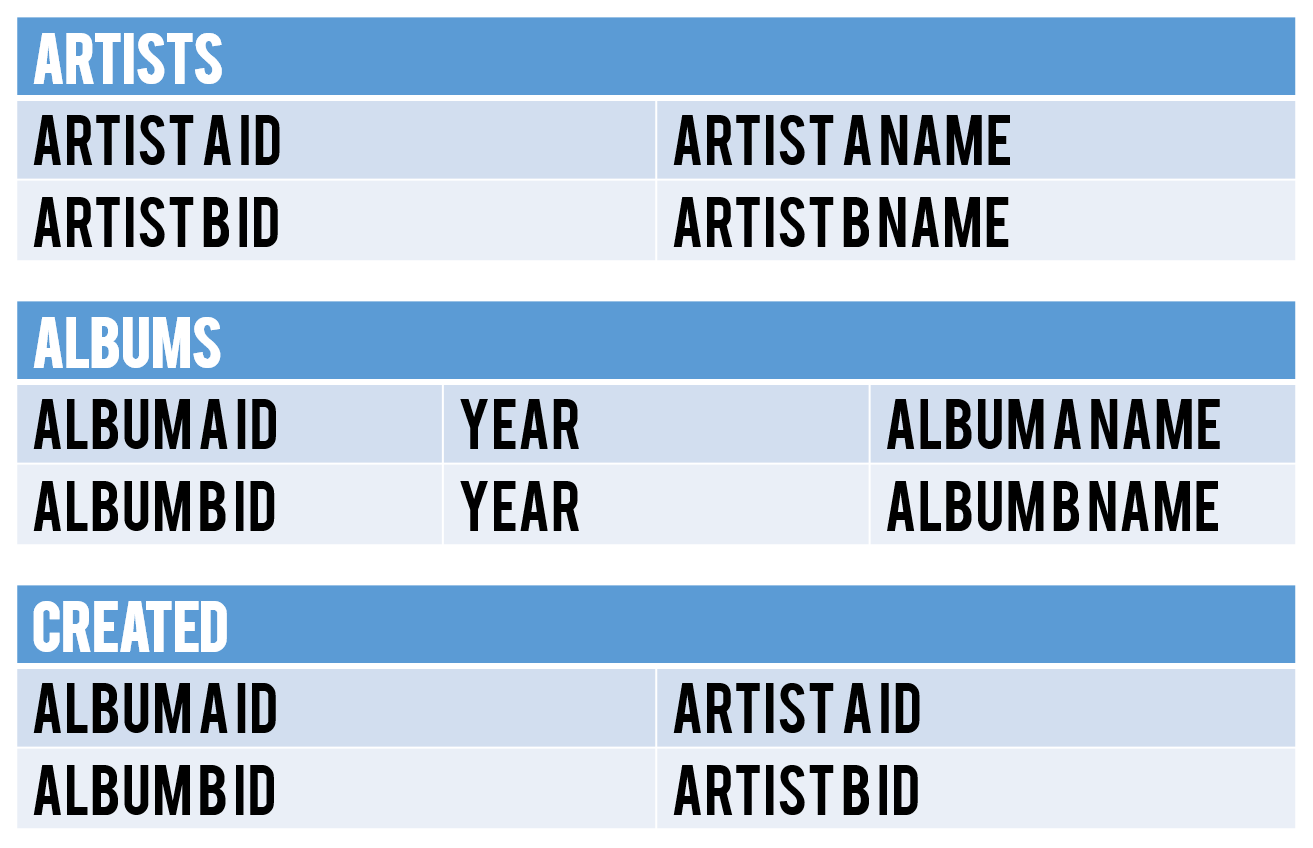 ARTISTS
ARTIST A ID ARTIST A NAME
ARTIST B ID ARTIST B NAME
ALBUMS
ALBUM A ID YEAR ALBUM A NAME
ALBUM B ID YEAR ALBUM B NAME
CREATED
ALBUM A ID ARTIST A ID
ALBUM B ID ARTIST B ID